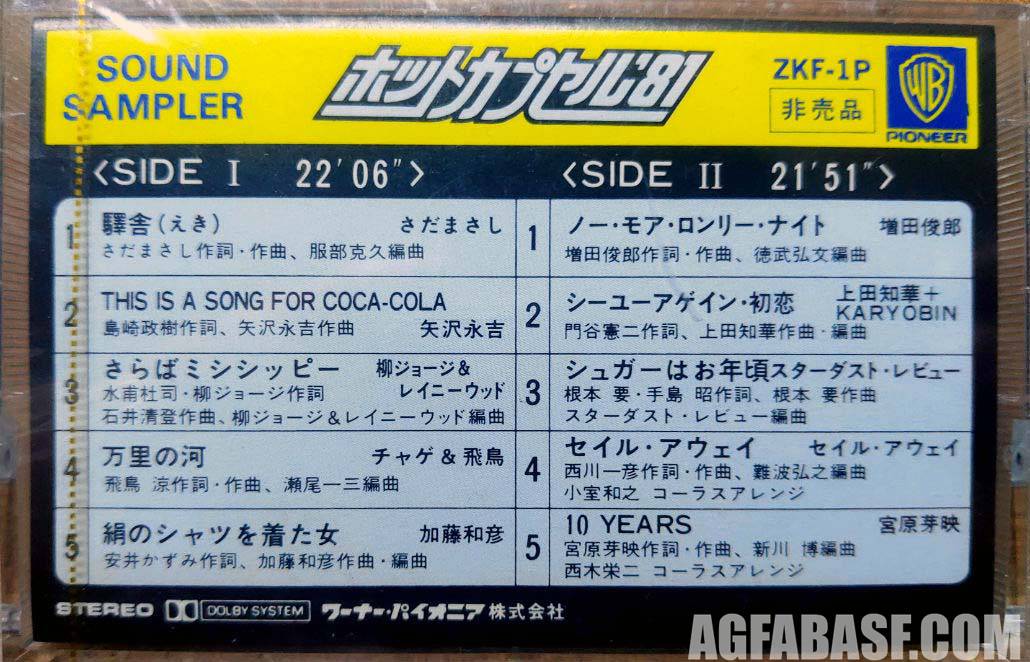 SOUND
SAMPLER
ホットカプセル'81
ZKF-1P
非売品
WB
PIONEER
〈SIDE I 22'06"〉
〈SIDE II 21'51"〉
1 驛舎(えき) さだまさし
さだまさし作詞・作曲、服部克久編曲
2 THIS IS A SONG FOR COCA-COLA
島崎政樹作詞、矢沢永吉作曲 矢沢永吉
3 さらばミシシッピー 柳ジョージ&
レイニーウッド
水甫杜司・柳ジョージ作詞
石井清登作曲、柳ジョージ&レイニーウッド編曲
4 万里の河 チャゲ&飛鳥
飛鳥 涼作詞・作曲、瀬尾一三編曲
5 絹のシャツを着た女 加藤和彦
安井かずみ作詞、加藤和彦作曲・編曲
1 ノー・モア・ロンリー・ナイト 増田俊郎
増田俊郎作詞・作曲、徳武弘文編曲
2 シーユーアゲイン・初恋 上田知華+
KARYOBIN
門谷憲二作詞、上田知華作曲・編曲
3 シュガーはお年頃 スターダスト・レビュー
根本 要・手島 昭作詞、根本 要作曲
スターダスト・レビュー編曲
4 セイル・アウェイ セイル・アウェイ
西川一彦作詞・作曲、難波弘之編曲
小室和之 コーラスアレンジ
5 10 YEARS 宮原芽映
宮原芽映作詞・作曲、新川 博編曲
西木栄二 コーラスアレンジ
STEREO DOLBY SYSTEM ワーナー・パイオニア株式会社
AGFABASF.COM